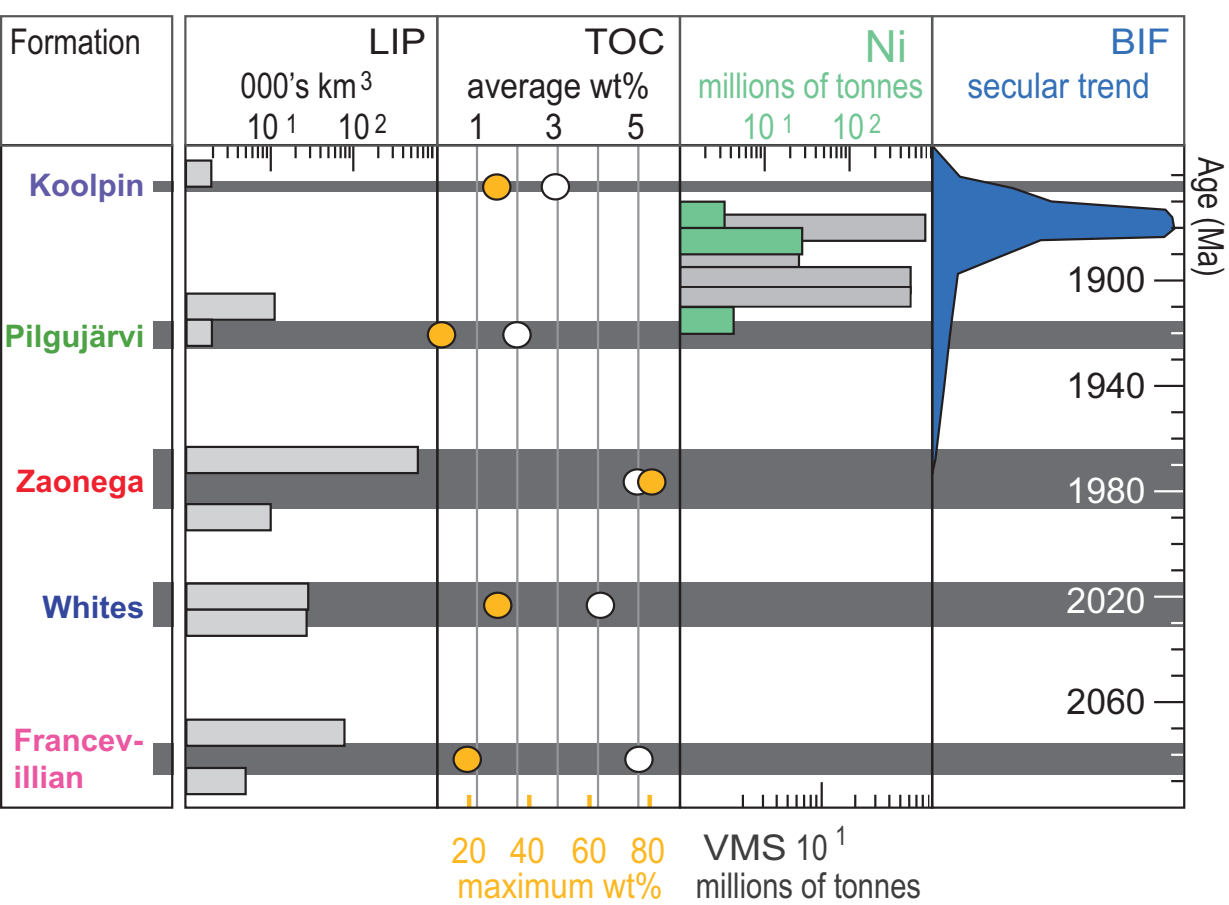 Formation
LIP
000's km3
10 1 10 2
TOC
average wt%
1 3 5
Ni
millions of tonnes
10 1 10 2
BIF
secular trend
Age (Ma)
Koolpin
1900
Pilgujärvi
1940
Zaonega
1980
Whites
2020
2060
Francev-
illian
20 40 60 80
maximum wt%
VMS 10 1
millions of tonnes